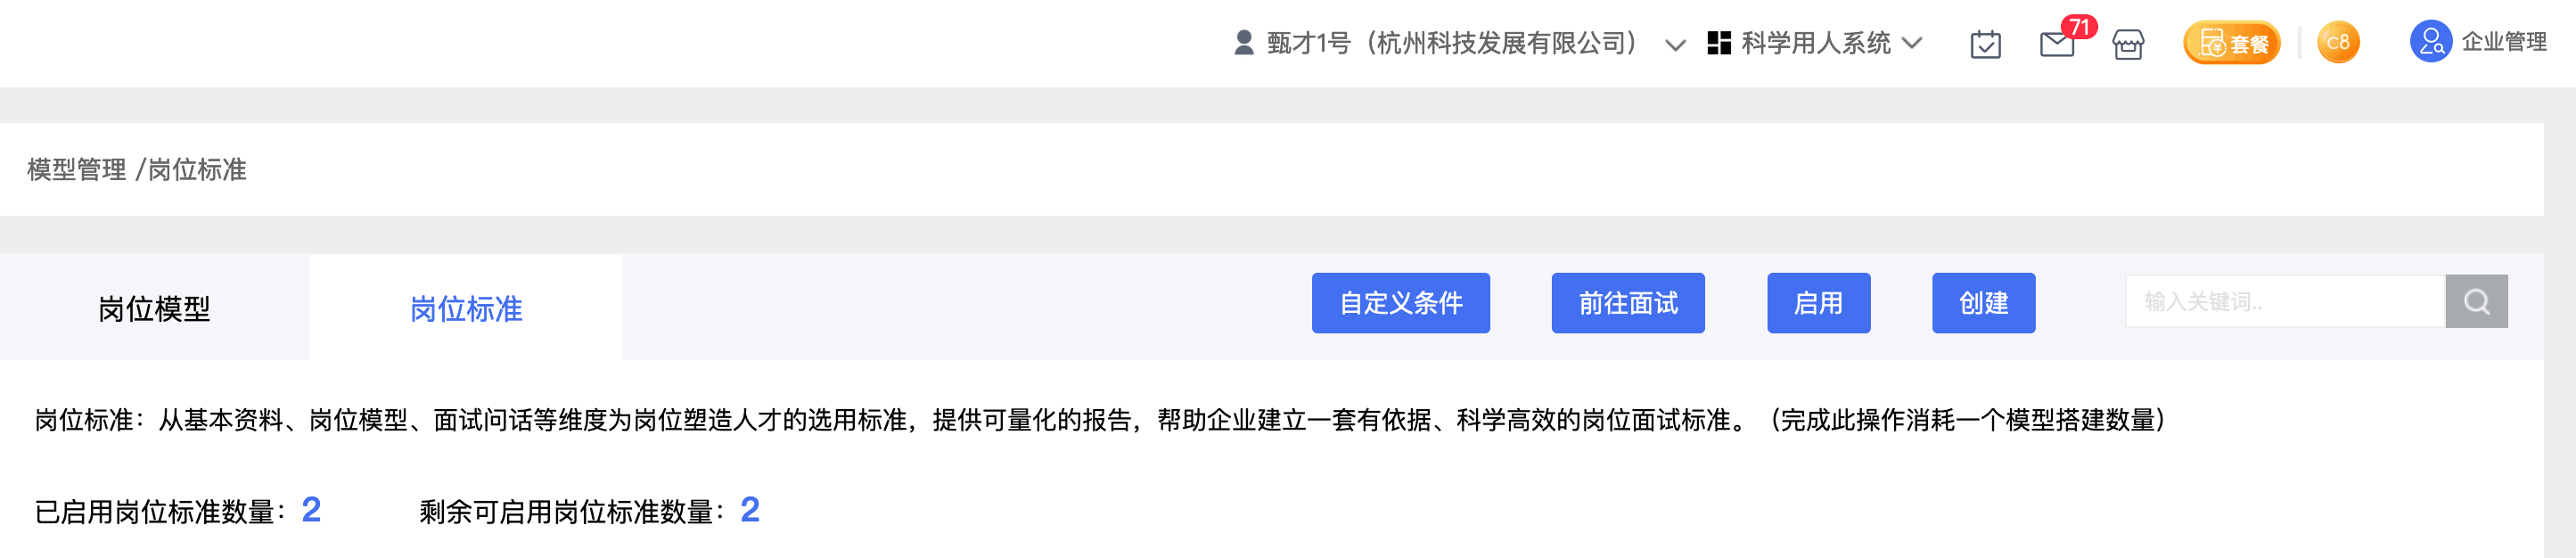 甄才1号（杭州科技发展有限公司） 科学用人系统 71 套餐 C8 企业管理
模型管理 /岗位标准
岗位模型 岗位标准 自定义条件 前往面试 启用 创建 输入关键词..
岗位标准：从基本资料、岗位模型、面试问话等维度为岗位塑造人才的选用标准，提供可量化的报告，帮助企业建立一套有依据、科学高效的岗位面试标准。（完成此操作消耗一个模型搭建数量）
已启用岗位标准数量：2 剩余可启用岗位标准数量：2